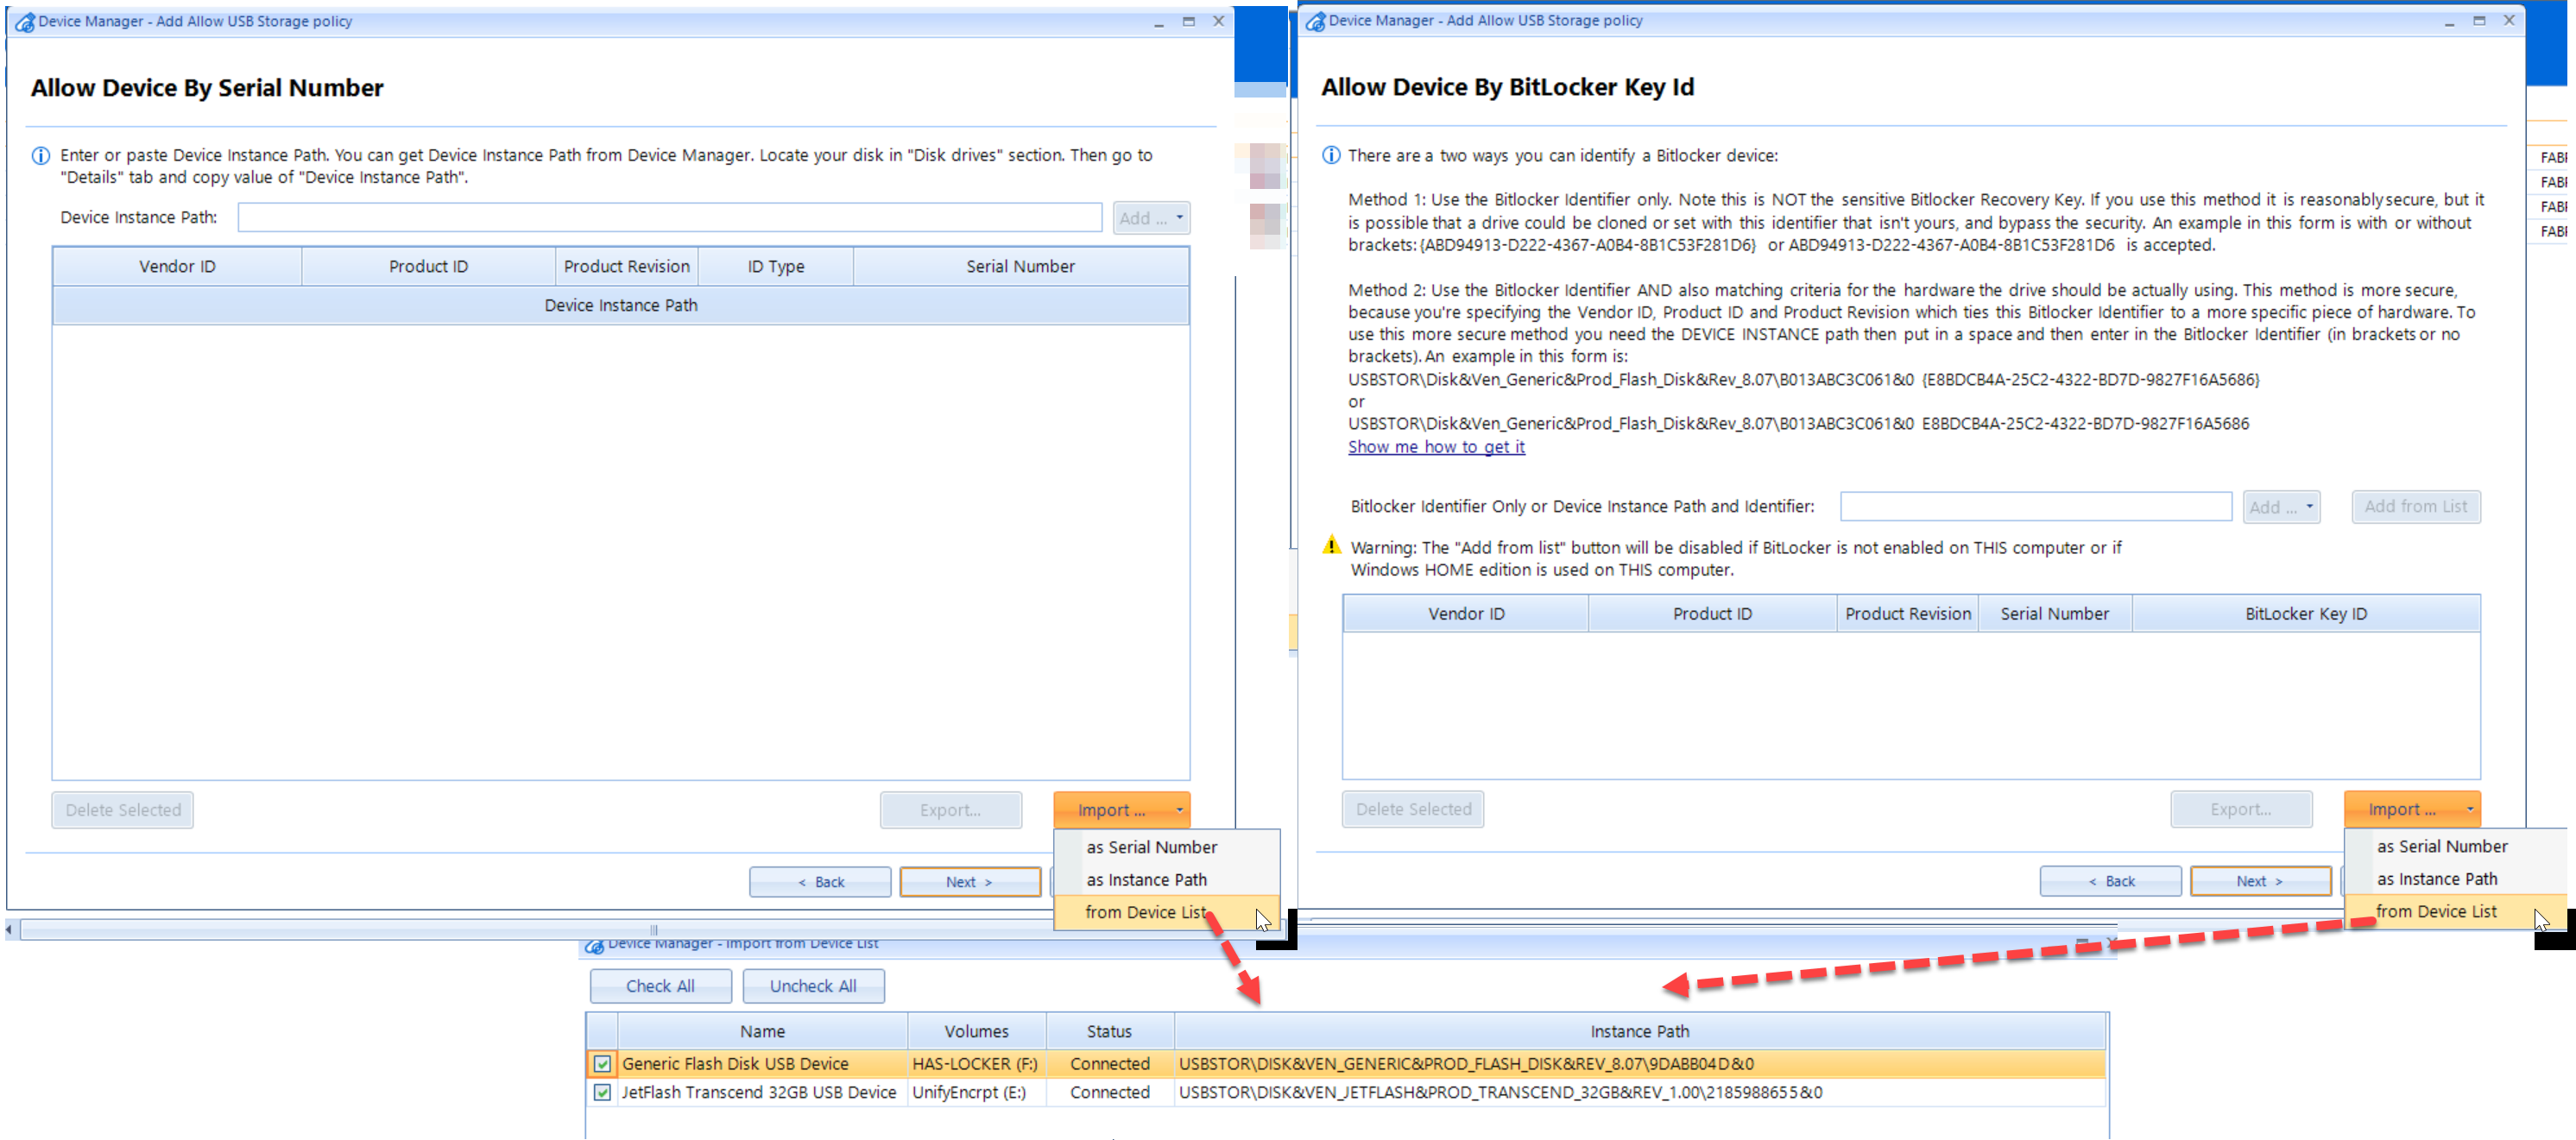 Device Manager - Add Allow USB Storage policy
Allow Device By Serial Number
Enter or paste Device Instance Path. You can get Device Instance Path from Device Manager. Locate your disk in "Disk drives" section. Then go to
"Details" tab and copy value of "Device Instance Path".
Device Instance Path:
Add ...
Vendor ID
Product ID
Product Revision
ID Type
Serial Number
Device Instance Path
Delete Selected
Export...
Import ...
as Serial Number
as Instance Path
from Device List
< Back
Next >
Device Manager - Add Allow USB Storage policy
Allow Device By BitLocker Key Id
There are a two ways you can identify a Bitlocker device:
Method 1: Use the Bitlocker Identifier only. Note this is NOT the sensitive Bitlocker Recovery Key. If you use this method it is reasonably secure, but it
is possible that a drive could be cloned or set with this identifier that isn't yours, and bypass the security. An example in this form is with or without
brackets: {ABD94913-D222-4367-A0B4-8B1C53F281D6} or ABD94913-D222-4367-A0B4-8B1C53F281D6 is accepted.
Method 2: Use the Bitlocker Identifier AND also matching criteria for the hardware the drive should be actually using. This method is more secure,
because you're specifying the Vendor ID, Product ID and Product Revision which ties this Bitlocker Identifier to a more specific piece of hardware. To
use this more secure method you need the DEVICE INSTANCE path then put in a space and then enter in the Bitlocker Identifier (in brackets or no
brackets). An example in this form is:
USBSTOR\Disk&Ven_Generic&Prod_Flash_Disk&Rev_8.07\B013ABC3C061&0 {E8BDCB4A-25C2-4322-BD7D-9827F16A5686}
or
USBSTOR\Disk&Ven_Generic&Prod_Flash_Disk&Rev_8.07\B013ABC3C061&0 E8BDCB4A-25C2-4322-BD7D-9827F16A5686
Show me how to get it
Bitlocker Identifier Only or Device Instance Path and Identifier:
Add ...
Add from List
Warning: The "Add from list" button will be disabled if BitLocker is not enabled on THIS computer or if
Windows HOME edition is used on THIS computer.
Vendor ID
Product ID
Product Revision
Serial Number
BitLocker Key ID
Delete Selected
Export...
Import ...
as Serial Number
as Instance Path
from Device List
< Back
Next >
Device Manager - Import from Device List
Check All
Uncheck All
Name
Volumes
Status
Instance Path
Generic Flash Disk USB Device
HAS-LOCKER (F:)
Connected
USBSTOR\DISK&VEN_GENERIC&PROD_FLASH_DISK&REV_8.07\9DABB04D&0
JetFlash Transcend 32GB USB Device
UnifyEncrpt (E:)
Connected
USBSTOR\DISK&VEN_JETFLASH&PROD_TRANSCEND_32GB&REV_1.00\2185988655&0